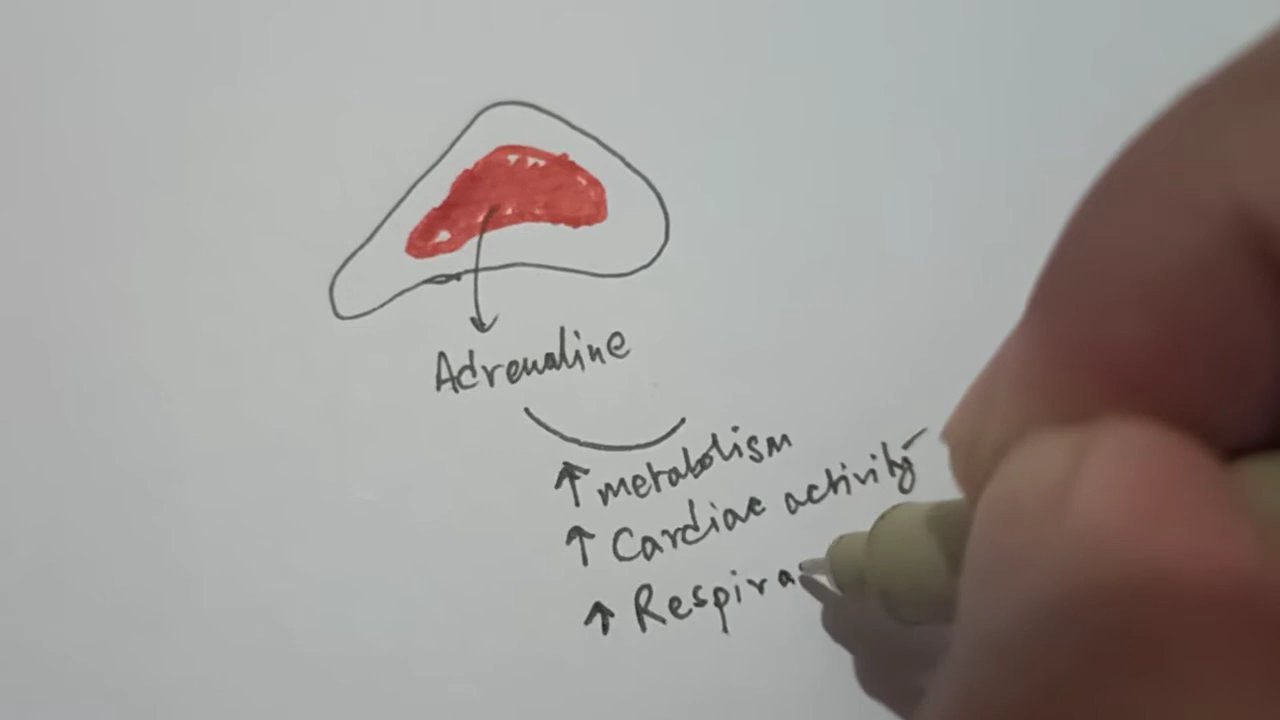 Adrenaline
↑ metabolism
↑ Cardiac activity
↑ Respira